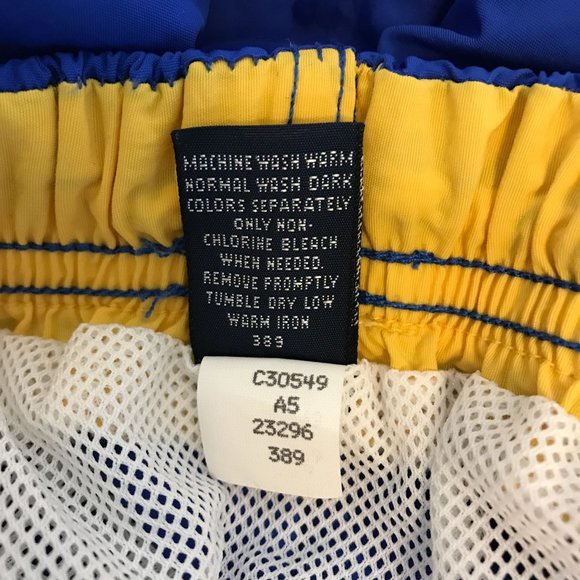 MACHINE WASH WARM
NORMAL WASH DARK
COLORS SEPARATELY
ONLY NON-
CHLORINE BLEACH
WHEN NEEDED.
REMOVE PROMPTLY
TUMBLE DRY LOW
WARM IRON
389
C30549
A5
23296
389